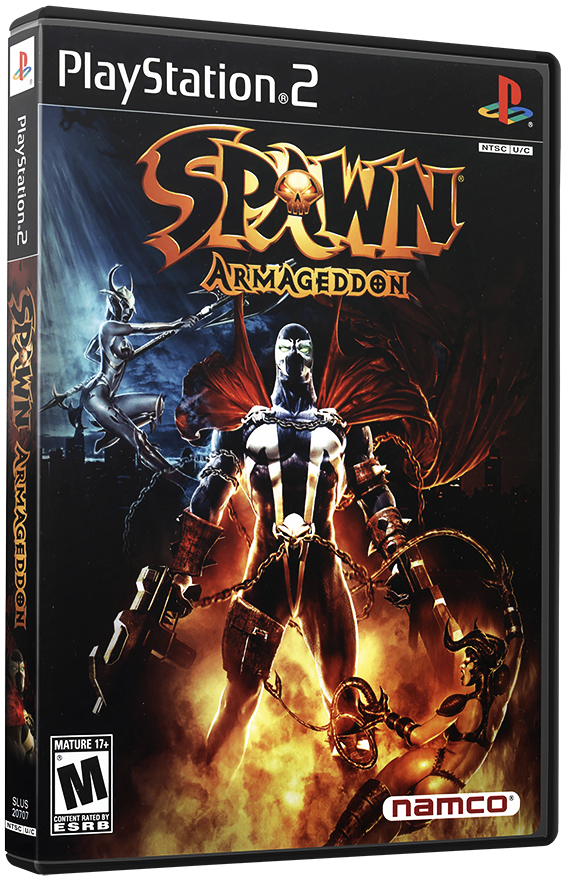 PlayStation®2
NTSC U/C
SPAWN®
ARMAGEDDON
MATURE 17+
M
CONTENT RATED BY
ESRB
namco®
PlayStation®2
SPAWN ARMAGEDDON
SLUS
20707
NTSC U/C